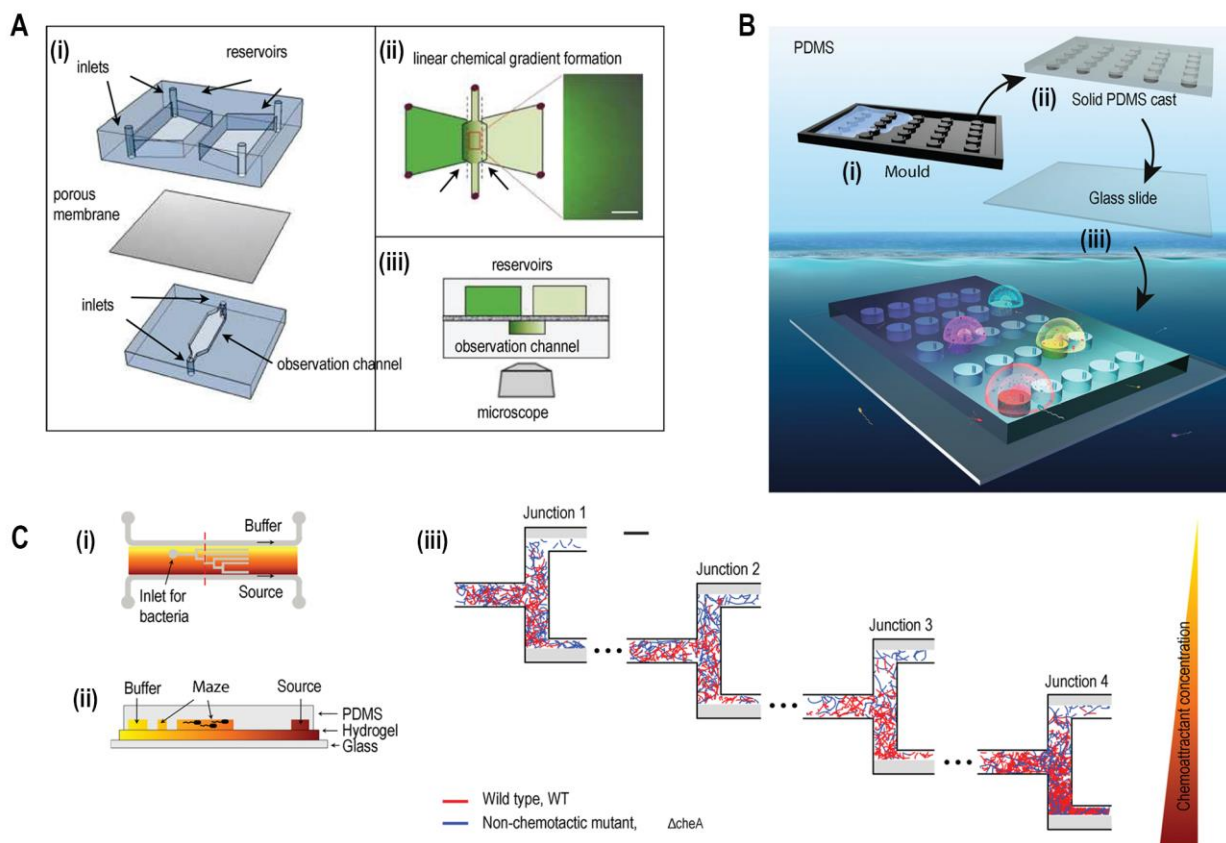 A
(i)
reservoirs
inlets
porous
membrane
inlets
observation channel
(ii)
linear chemical gradient formation
(iii)
reservoirs
observation channel
microscope
B
PDMS
(ii)
Solid PDMS cast
(i)
Mould
Glass slide
(iii)
C
(i)
Buffer
Inlet for
bacteria
Source
(ii)
Buffer
Maze
Source
PDMS
Hydrogel
Glass
(iii)
Junction 1
Junction 2
Junction 3
Junction 4
Wild type, WT
Non-chemotactic mutant, ΔcheA
Chemoattractant concentration